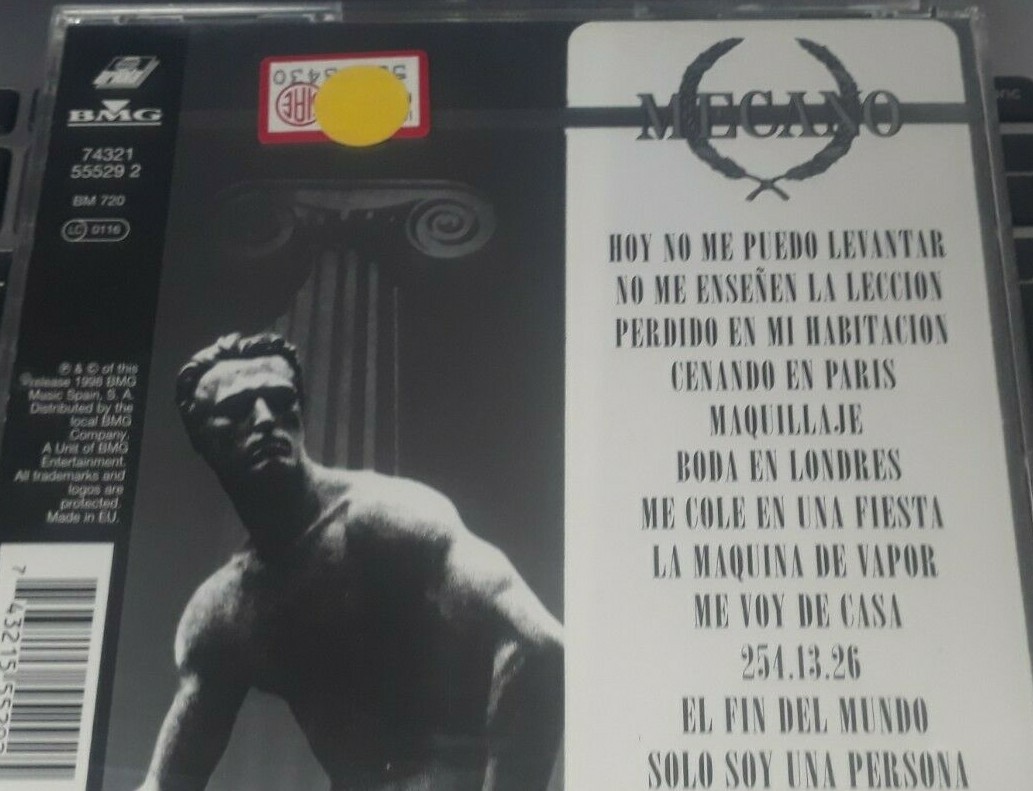 BMG
74321
55529 2
BM 720
LC 0116
℗ & © of this
release 1998 BMG
Music Spain, S. A.
Distributed by the
local BMG
Company.
A Unit of BMG
Entertainment.
All trademarks and
logos are
protected.
Made in EU.
MECANO
HOY NO ME PUEDO LEVANTAR
NO ME ENSEÑEN LA LECCION
PERDIDO EN MI HABITACION
CENANDO EN PARIS
MAQUILLAJE
BODA EN LONDRES
ME COLE EN UNA FIESTA
LA MAQUINA DE VAPOR
ME VOY DE CASA
254.13.26
EL FIN DEL MUNDO
SOLO SOY UNA PERSONA